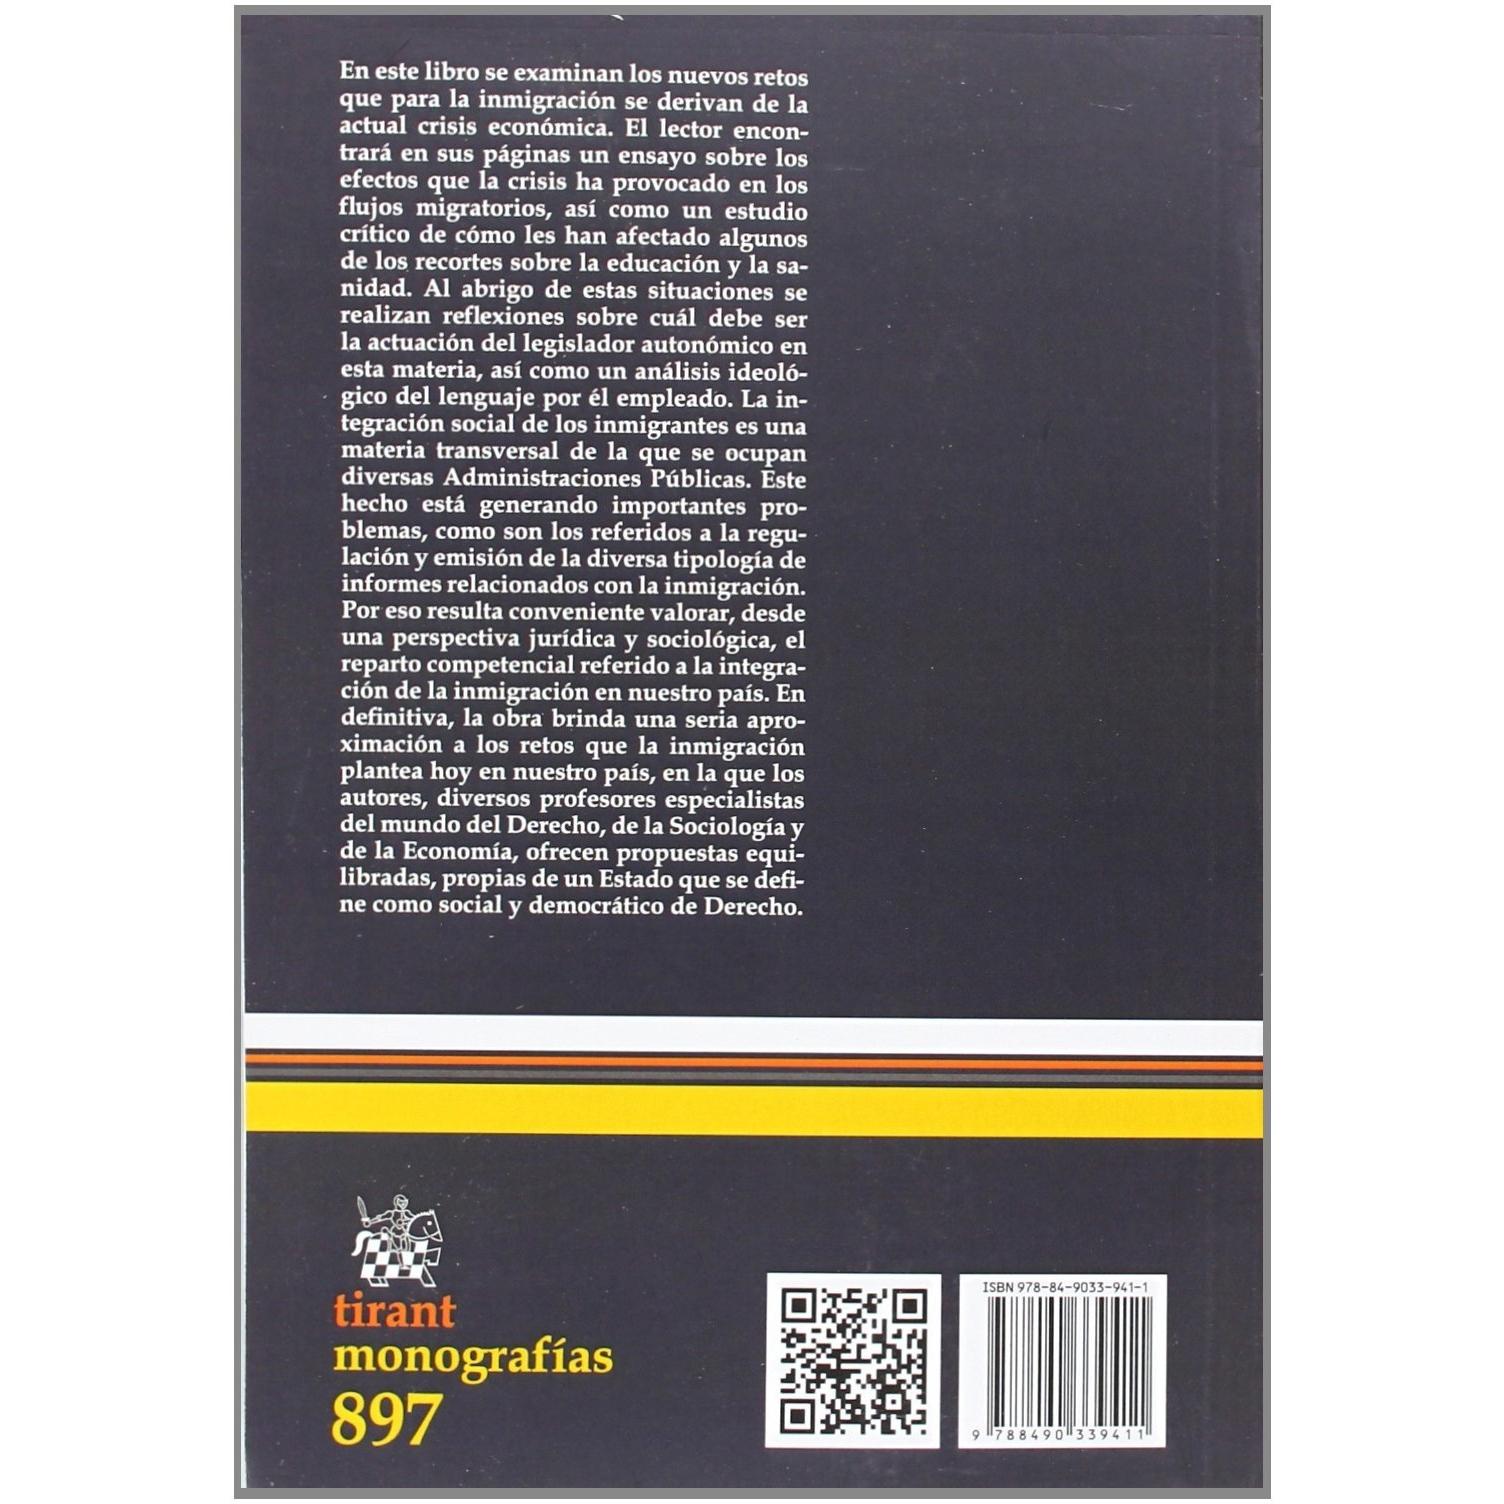 En este libro se examinan los nuevos retos
que para la inmigración se derivan de la
actual crisis económica. El lector encon-
trará en sus páginas un ensayo sobre los
efectos que la crisis ha provocado en los
flujos migratorios, así como un estudio
crítico de cómo les han afectado algunos
de los recortes sobre la educación y la sa-
nidad. Al abrigo de estas situaciones se
realizan reflexiones sobre cuál debe ser
la actuación del legislador autonómico en
esta materia, así como un análisis ideoló-
gico del lenguaje por él empleado. La in-
tegración social de los inmigrantes es una
materia transversal de la que se ocupan
diversas Administraciones Públicas. Este
hecho está generando importantes pro-
blemas, como son los referidos a la regu-
lación y emisión de la diversa tipología de
informes relacionados con la inmigración.
Por eso resulta conveniente valorar, desde
una perspectiva jurídica y sociológica, el
reparto competencial referido a la integra-
ción de la inmigración en nuestro país. En
definitiva, la obra brinda una seria apro-
ximación a los retos que la inmigración
plantea hoy en nuestro país, en la que los
autores, diversos profesores especialistas
del mundo del Derecho, de la Sociología y
de la Economía, ofrecen propuestas equi-
libradas, propias de un Estado que se defi-
ne como social y democrático de Derecho.
tirant
monografías
897
ISBN 978-84-9033-941-1
9 788490 339411